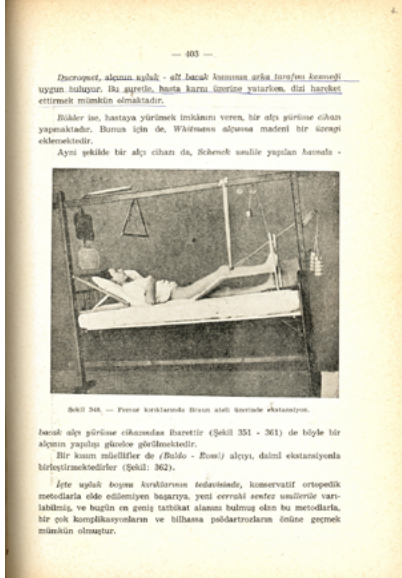 — 403 —
Ducroquet, alçının uyluk - alt bacak kısmının arka tarafını kesmeği
uygun buluyor. Bu suretle, hasta karnı üzerine yatarken, dizi hareket
ettirmek mümkün olmaktadır.
Böhler ise, hastaya yürümek imkânını veren, bir alçı yürüme cihazı
yapmaktadır. Bunun için de, Whitmann alçısına madeni bir üzengi
eklemektedir.
Ayni şekilde bir alçı cihazı da, Schenck usulile yapılan havsala -
Şekil 348. — Femur kırıklarında Braun ateli üzerinde ekstansiyon.
bacak alçı yürüme cihazından ibarettir (Şekil 351 - 361) de böyle bir
alçının yapılışı güzelce görülmektedir.
Bir kısım müellifler de (Baldo - Rossi) alçıyı, daimî ekstansiyonla
birleştirmektedirler (Şekil: 362).
İşte uyluk boynu kırıklarının tedavisinde, konservatif ortopedik
metodlarla elde edilemiyen başarıya, yeni cerrahî sentez usullerile varı-
labilmiş, ve bugün en geniş tatbikat alanını bulmuş olan bu metodlarla,
bir çok komplikasyonların ve bilhassa psödartrozların önüne geçmek
mümkün olmuştur.